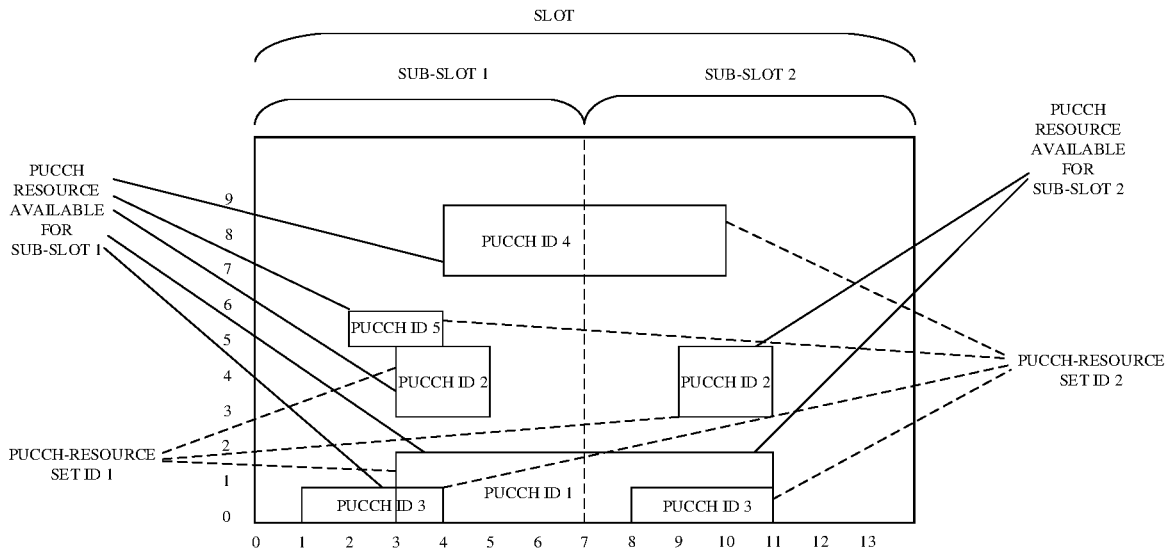 SLOT
SUB-SLOT 1
SUB-SLOT 2
PUCCH
RESOURCE
AVAILABLE
FOR
SUB-SLOT 1
PUCCH
RESOURCE
AVAILABLE
FOR
SUB-SLOT 2
9
8
7
6
5
4
3
2
1
0
PUCCH ID 4
PUCCH ID 5
PUCCH ID 2
PUCCH ID 2
PUCCH ID 3
PUCCH ID 1
PUCCH ID 3
PUCCH-RESOURCE
SET ID 1
PUCCH-RESOURCE
SET ID 2
0 1 2 3 4 5 6 7 8 9 10 11 12 13